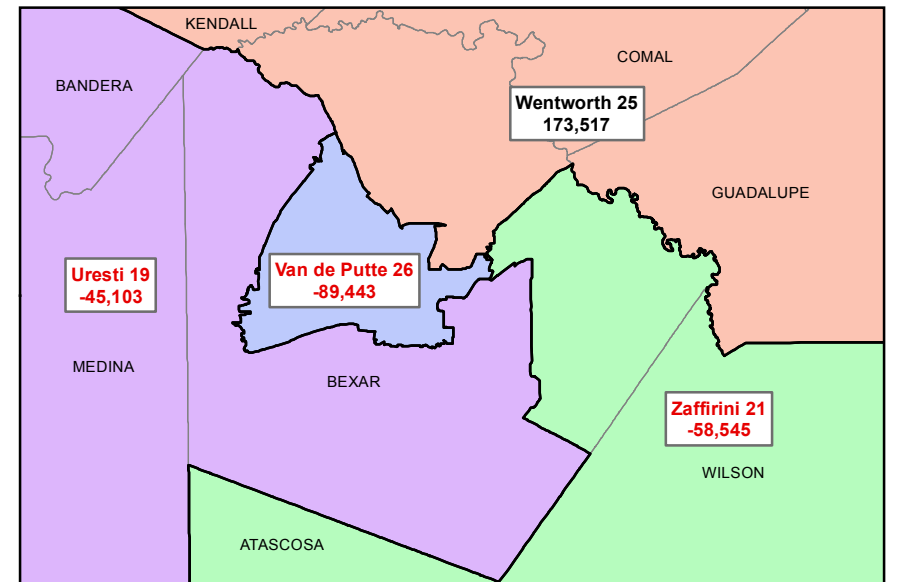 KENDALL
COMAL
BANDERA
Wentworth 25
173,517
GUADALUPE
Uresti 19
-45,103
Van de Putte 26
-89,443
MEDINA
BEXAR
Zaffirini 21
-58,545
WILSON
ATASCOSA